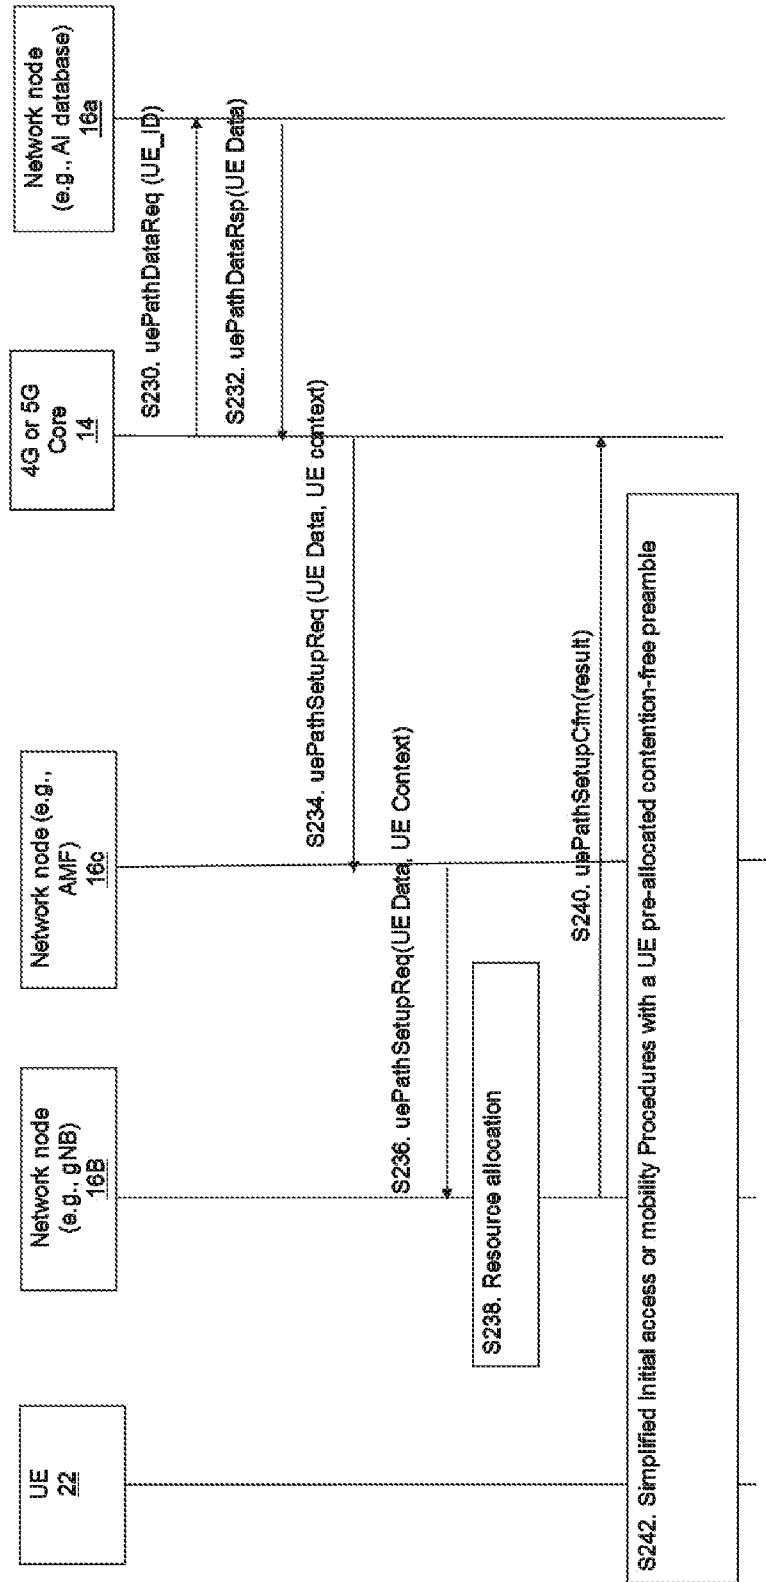 UE
22
Network node
(e.g., gNB)
16B
Network node (e.g.,
AMF)
16c
4G or 5G
Core
14
Network node
(e.g., AI database)
16a
S230. uePathDataReq (UE_ID)
S232. uePathDataRsp(UE Data)
S234. uePathSetupReq (UE Data, UE context)
S236. uePathSetupReq(UE Data, UE Context)
S238. Resource allocation
S240. uePathSetupCfm(result)
S242. Simplified Initial access or mobility Procedures with a UE pre-allocated contention-free preamble